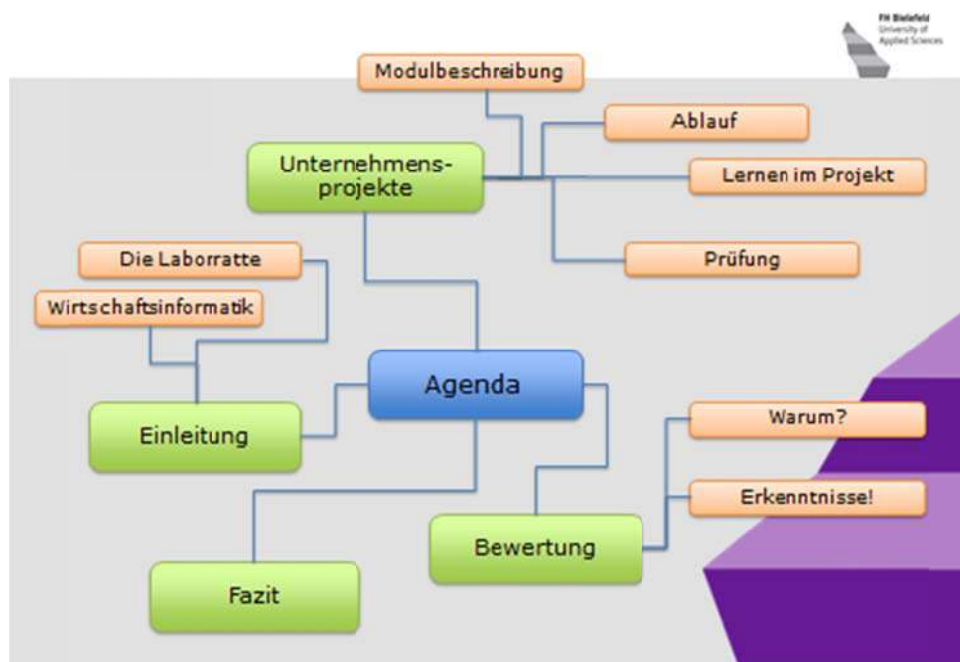 FH Bielefeld
University of
Applied Sciences
Modulbeschreibung
Ablauf
Unternehmens-
projekte
Lernen im Projekt
Die Laborratte
Prüfung
Wirtschaftsinformatik
Agenda
Warum?
Einleitung
Erkenntnisse!
Bewertung
Fazit